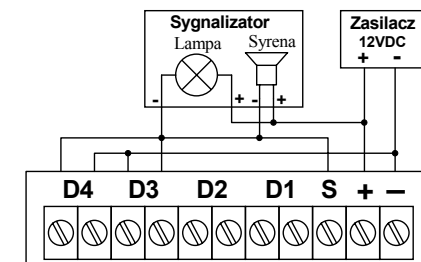 Sygnalizator
Lampa Syrena
- + - +
Zasilacz
12VDC
+ -
D4 D3 D2 D1 S + −